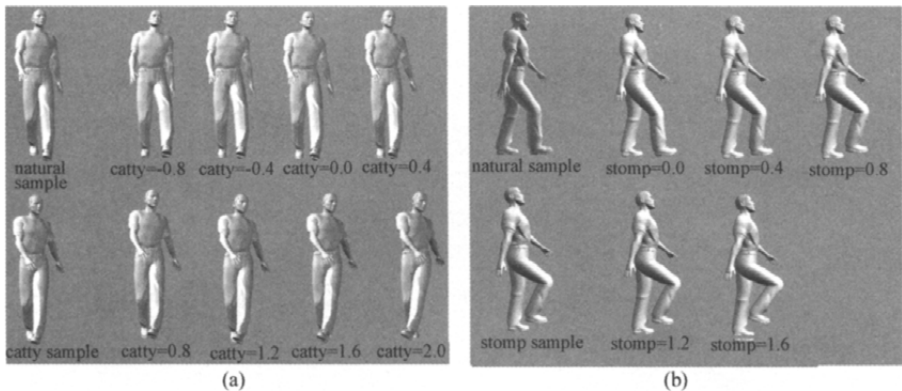 natural
sample
catty=-0.8
catty=-0.4
catty=0.0
catty=0.4
catty sample
catty=0.8
catty=1.2
catty=1.6
catty=2.0
(a)
natural sample
stomp=0.0
stomp=0.4
stomp=0.8
stomp sample
stomp=1.2
stomp=1.6
(b)